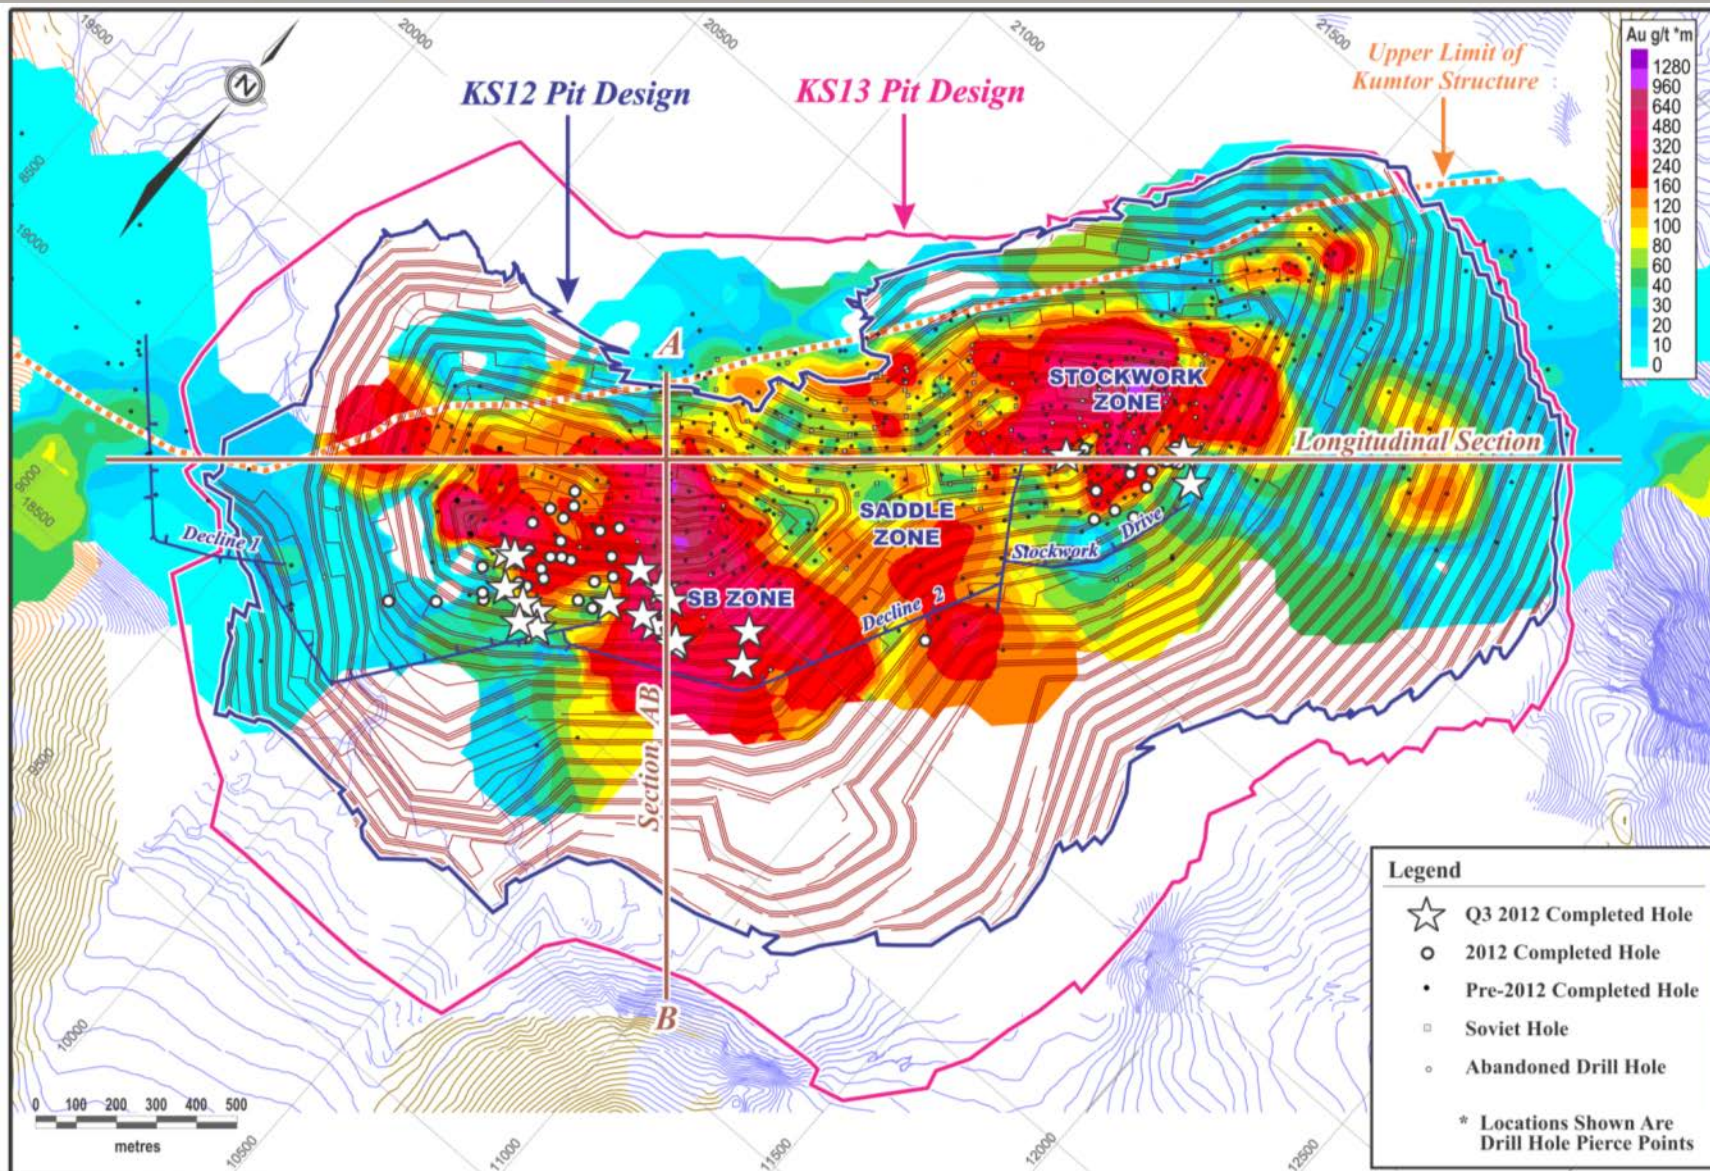 19500
20000
20500
21000
21500
N
KS12 Pit Design
KS13 Pit Design
Upper Limit of
Kumtor Structure
Au g/t *m
1280
960
640
480
320
240
160
120
100
80
60
40
30
20
10
0
8500
19000
9000
18500
9500
10000
10500
11000
11500
12000
12500
A
STOCKWORK
ZONE
Longitudinal Section
SADDLE
ZONE
Decline 1
Stockwork Drive
SB ZONE
Decline 2
Section AB
B
0 100 200 300 400 500
metres
Legend
Q3 2012 Completed Hole
2012 Completed Hole
Pre-2012 Completed Hole
Soviet Hole
Abandoned Drill Hole
* Locations Shown Are
Drill Hole Pierce Points